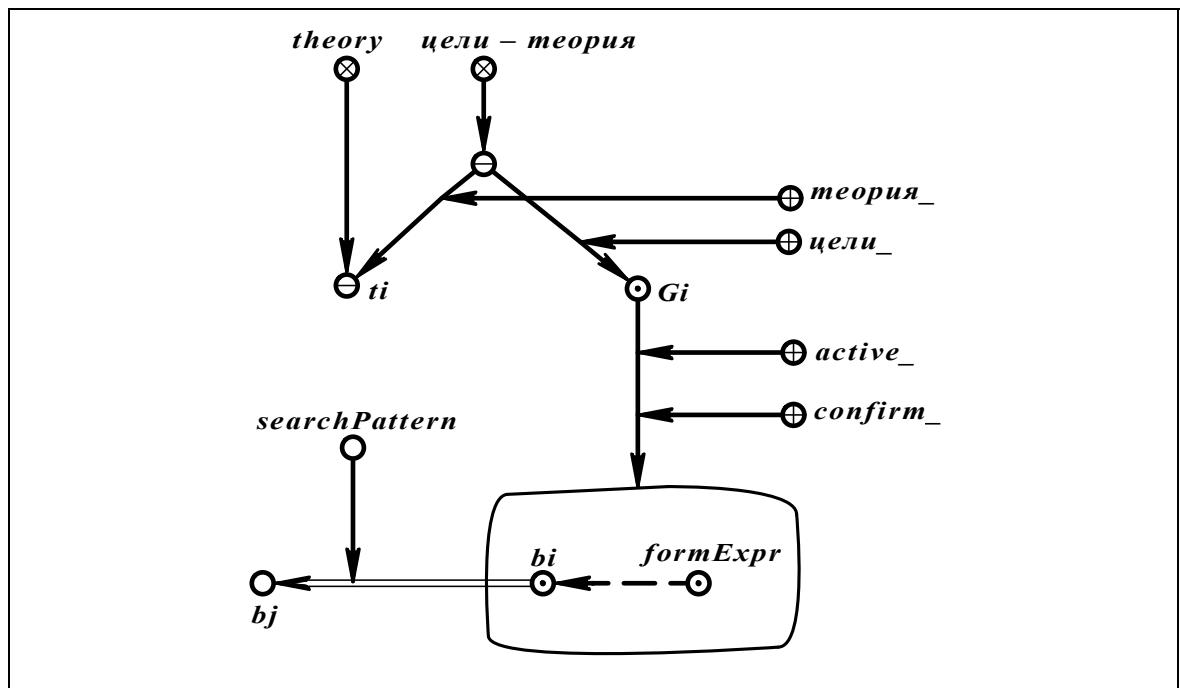 theory цели – теория
теория_
цели_
ti
Gi
active_
confirm_
searchPattern
bi formExpr
bj